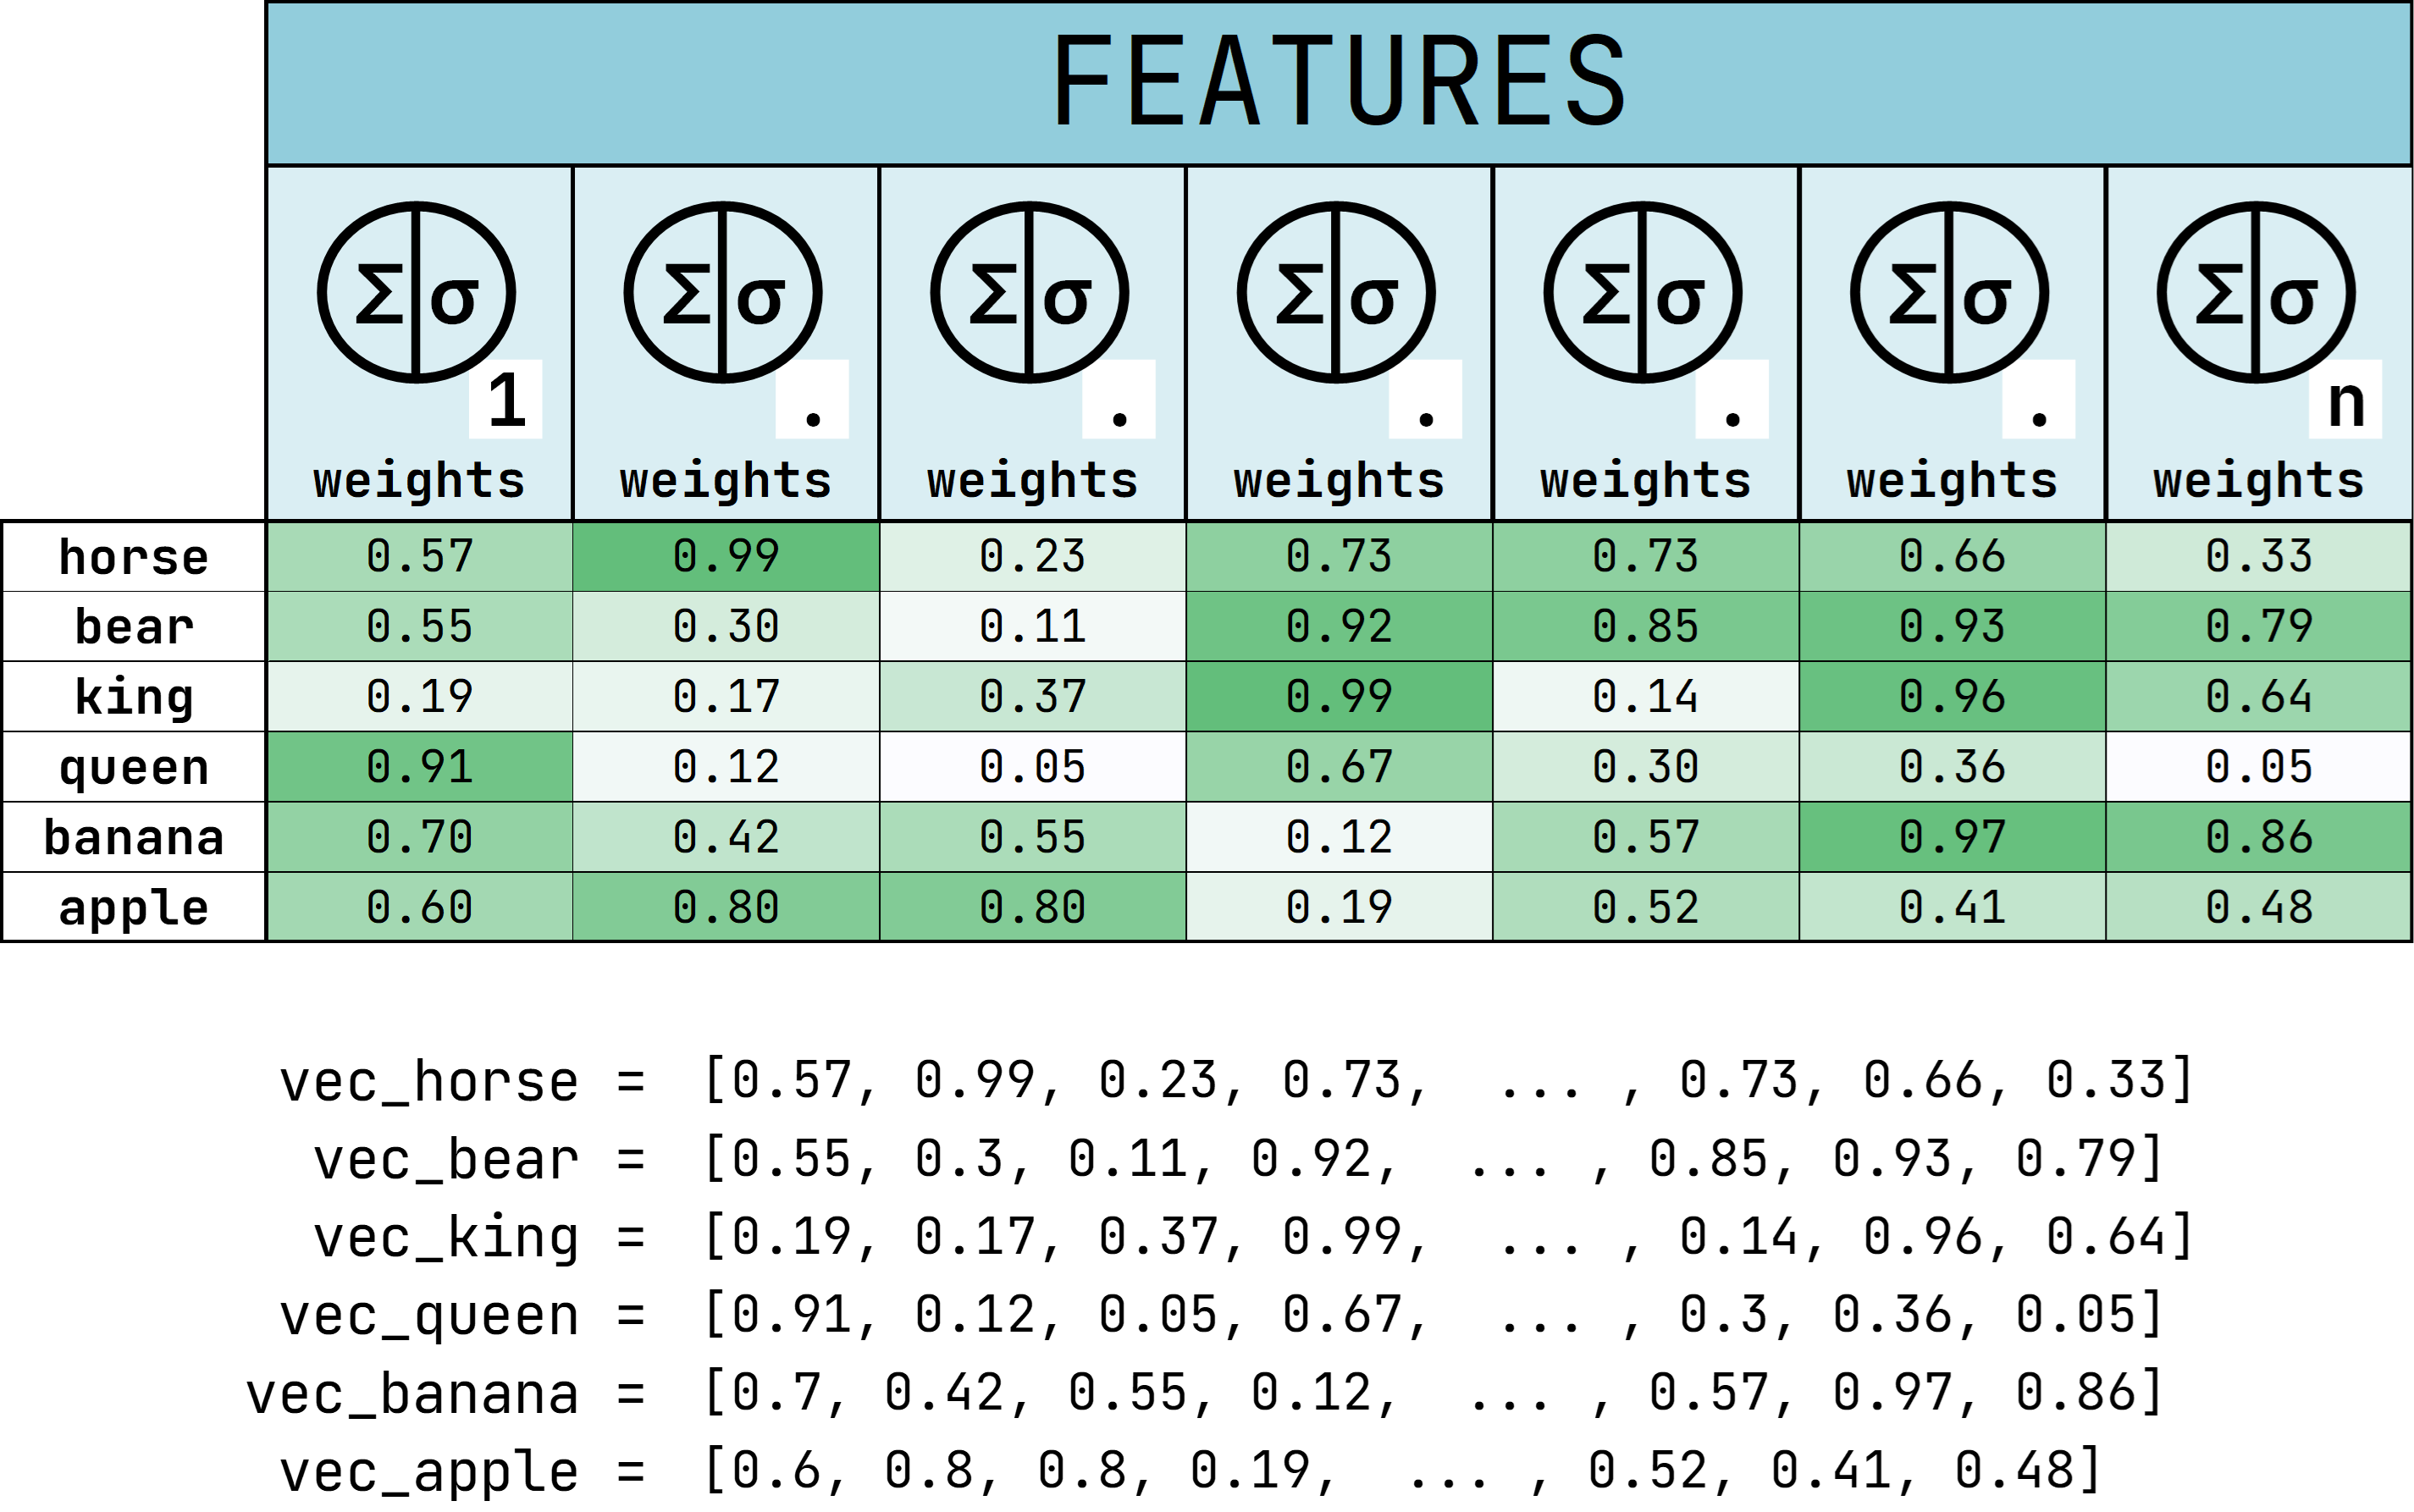 FEATURES
Σ σ Σ σ Σ σ Σ σ Σ σ Σ σ Σ σ
1 . . . . . n
weights weights weights weights weights weights weights
horse 0.57 0.99 0.23 0.73 0.73 0.66 0.33
bear 0.55 0.30 0.11 0.92 0.85 0.93 0.79
king 0.19 0.17 0.37 0.99 0.14 0.96 0.64
queen 0.91 0.12 0.05 0.67 0.30 0.36 0.05
banana 0.70 0.42 0.55 0.12 0.57 0.97 0.86
apple 0.60 0.80 0.80 0.19 0.52 0.41 0.48
vec_horse = [0.57, 0.99, 0.23, 0.73, ... , 0.73, 0.66, 0.33]
vec_bear = [0.55, 0.3, 0.11, 0.92, ... , 0.85, 0.93, 0.79]
vec_king = [0.19, 0.17, 0.37, 0.99, ... , 0.14, 0.96, 0.64]
vec_queen = [0.91, 0.12, 0.05, 0.67, ... , 0.3, 0.36, 0.05]
vec_banana = [0.7, 0.42, 0.55, 0.12, ... , 0.57, 0.97, 0.86]
vec_apple = [0.6, 0.8, 0.8, 0.19, ... , 0.52, 0.41, 0.48]